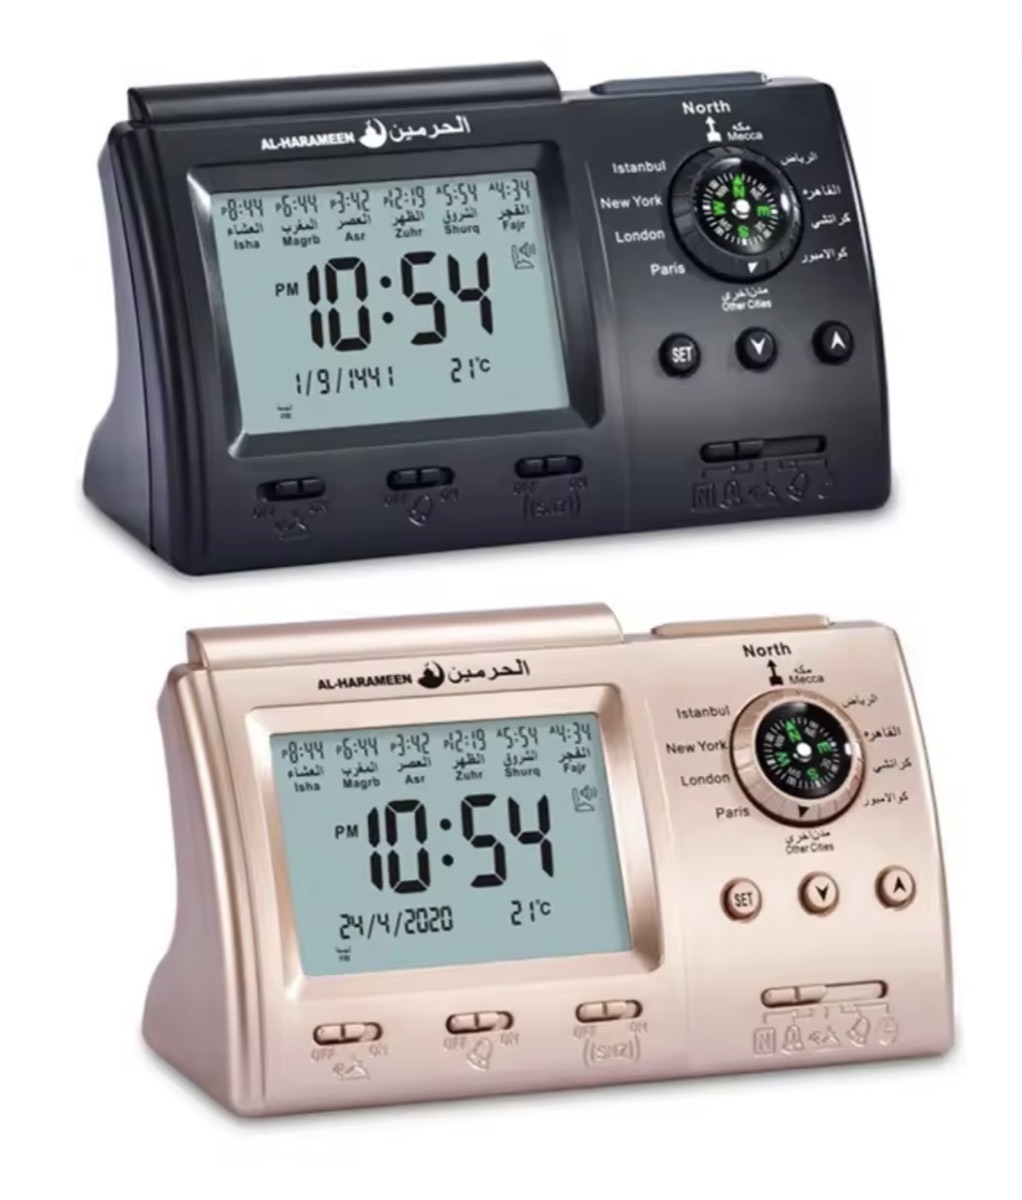 AL-HARAMEEN الحرمين
P8:44 P6:44 P3:42 P12:19 A5:54 A4:34
العشاء المغرب العصر الظهر الشروق الفجر
Isha Magrb Asr Zuhr Shurq Fajr
PM 10:54
1/9/1441 21°C
PM
OFF ON
OFF ON
OFF ON
(SNZ)
North
مكه
Mecca
Istanbul الرياض
New York القاهره
London كراتشي
Paris كوالامبور
N E S W
مدن اخرى
Other Cities
SET
N
AL-HARAMEEN الحرمين
P8:44 P6:44 P3:42 P12:19 A5:54 A4:34
العشاء المغرب العصر الظهر الشروق الفجر
Isha Magrb Asr Zuhr Shurq Fajr
PM 10:54
24/4/2020 21°C
PM
OFF ON
OFF ON
OFF ON
(SNZ)
North
مكه
Mecca
Istanbul الرياض
New York القاهره
London كراتشي
Paris كوالامبور
N E S W
مدن اخرى
Other Cities
SET
N